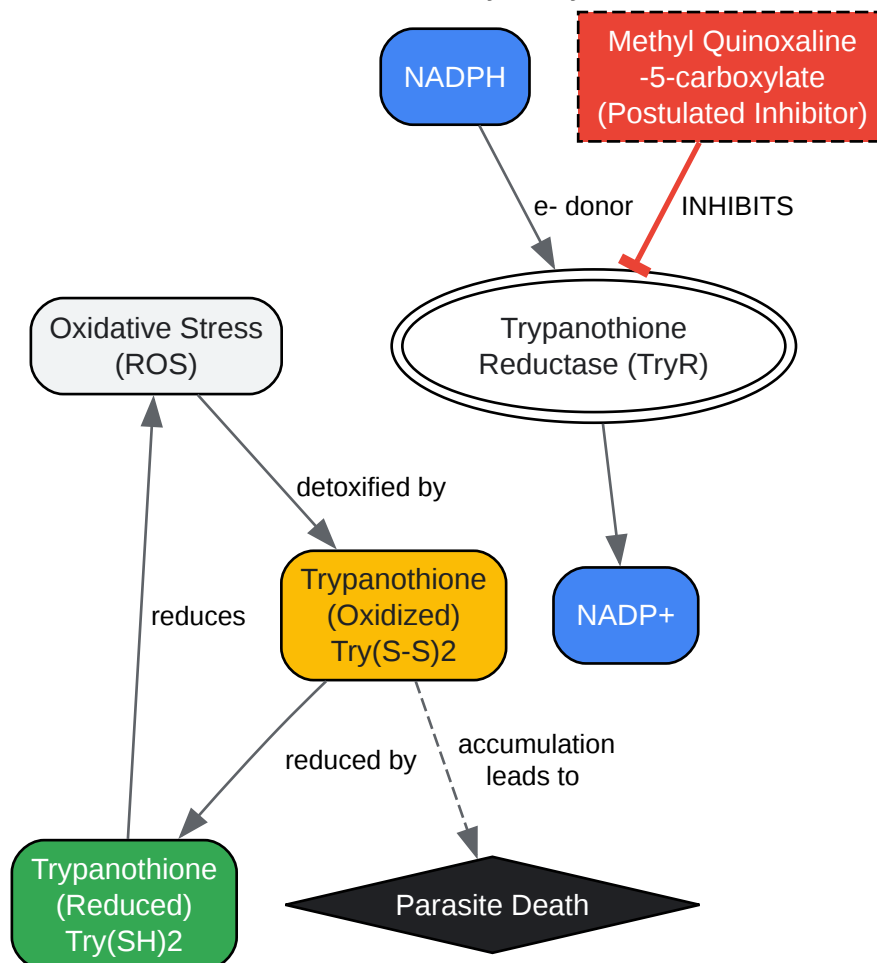 NADPH
Methyl Quinoxaline
-5-carboxylate
(Postulated Inhibitor)
e- donor
INHIBITS
Oxidative Stress
(ROS)
Trypanothione
Reductase (TryR)
detoxified by
Trypanothione
(Oxidized)
Try(S-S)2
reduces
NADP+
reduced by
accumulation
leads to
Trypanothione
(Reduced)
Try(SH)2
Parasite Death